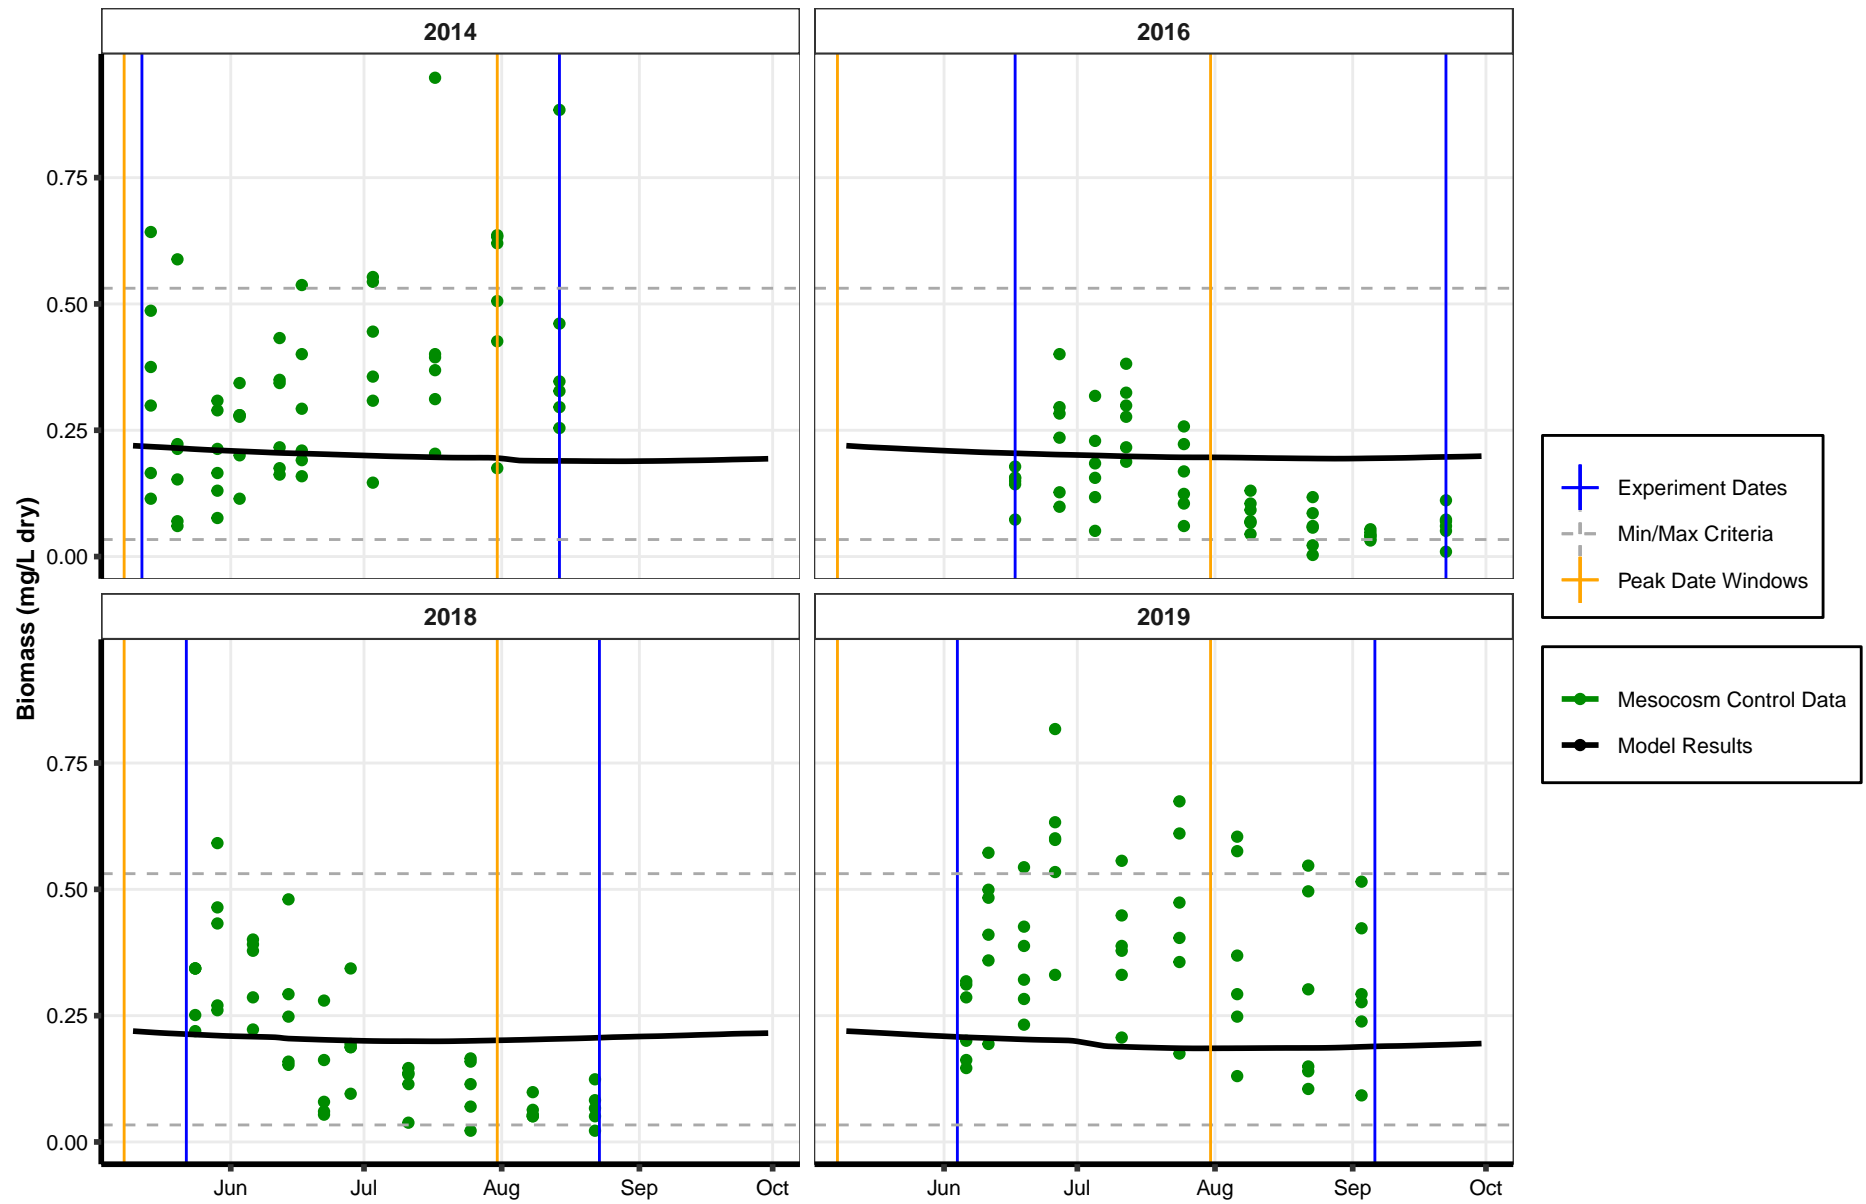 2014
2016
0.75
0.50
0.25
0.00
Biomass (mg/L dry)
2018
2019
0.75
0.50
0.25
0.00
Jun Jul Aug Sep Oct
Jun Jul Aug Sep Oct
Experiment Dates
Min/Max Criteria
Peak Date Windows
Mesocosm Control Data
Model Results